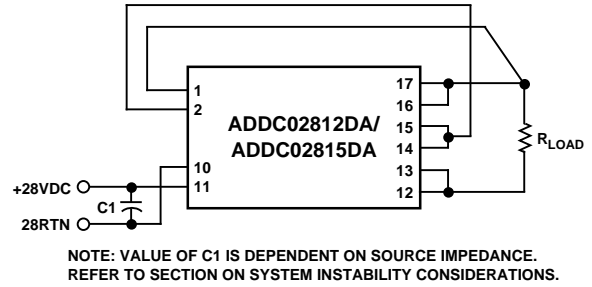 1
2
10
11
ADDC02812DA/
ADDC02815DA
17
16
15
14
13
12
RLOAD
+28VDC
C1
28RTN
NOTE: VALUE OF C1 IS DEPENDENT ON SOURCE IMPEDANCE.
REFER TO SECTION ON SYSTEM INSTABILITY CONSIDERATIONS.